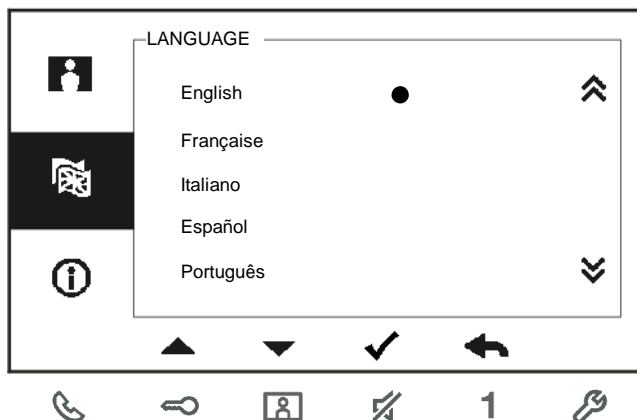 LANGUAGE
English
Française
Italiano
Español
Português
1